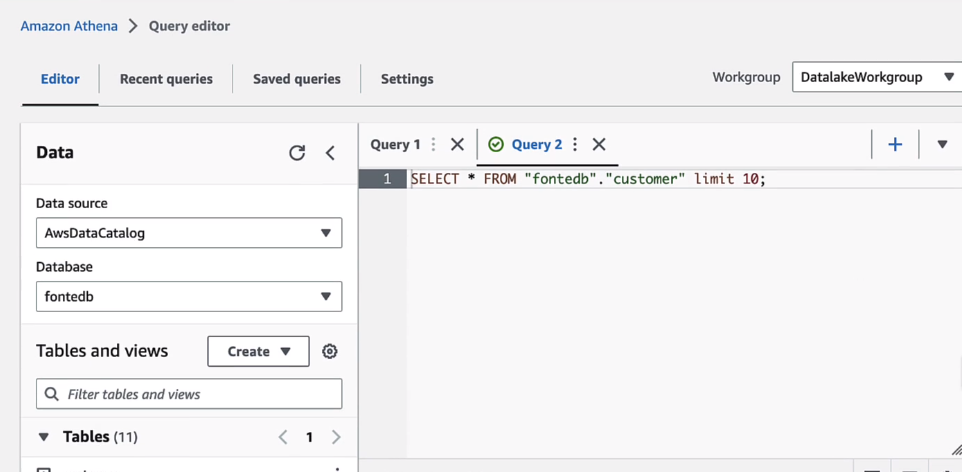 Amazon Athena > Query editor
Editor Recent queries Saved queries Settings Workgroup DatalakeWorkgroup
Data
Query 1 Query 2
1 SELECT * FROM "fontedb"."customer" limit 10;
Data source
AwsDataCatalog
Database
fontedb
Tables and views Create
Filter tables and views
Tables (11) 1